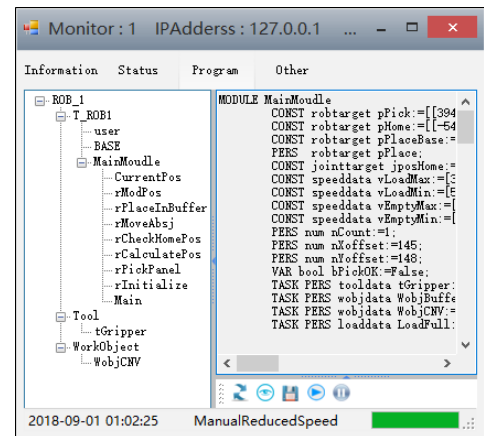 Monitor : 1 IPAdderss : 127.0.0.1 ...
Information Status Program Other
ROB_1
T_ROB1
user
BASE
MainMoudle
CurrentPos
rModPos
rPlaceInBuffer
rMoveAbsj
rCheckHomePos
rCalculatePos
rPickPanel
rInitialize
Main
Tool
tGripper
WorkObject
WobjCNV
MODULE MainMoudle
CONST robtarget pPick:=[[394
CONST robtarget pHome:=[[-54
CONST robtarget pPlaceBase:=
PERS robtarget pPlace;
CONST jointtarget jposHome:=
CONST speeddata vLoadMax:=[3
CONST speeddata vLoadMin:=[5
CONST speeddata vEmptyMax:=[
CONST speeddata vEmptyMin:=[
PERS num nCount:=1;
PERS num nXoffset:=145;
PERS num nYoffset:=148;
VAR bool bPickOK:=False;
TASK PERS tooldata tGripper:
TASK PERS wobjdata WobjBuffe
TASK PERS wobjdata WobjCNV:=
TASK PERS loaddata LoadFull:
2018-09-01 01:02:25 ManualReducedSpeed